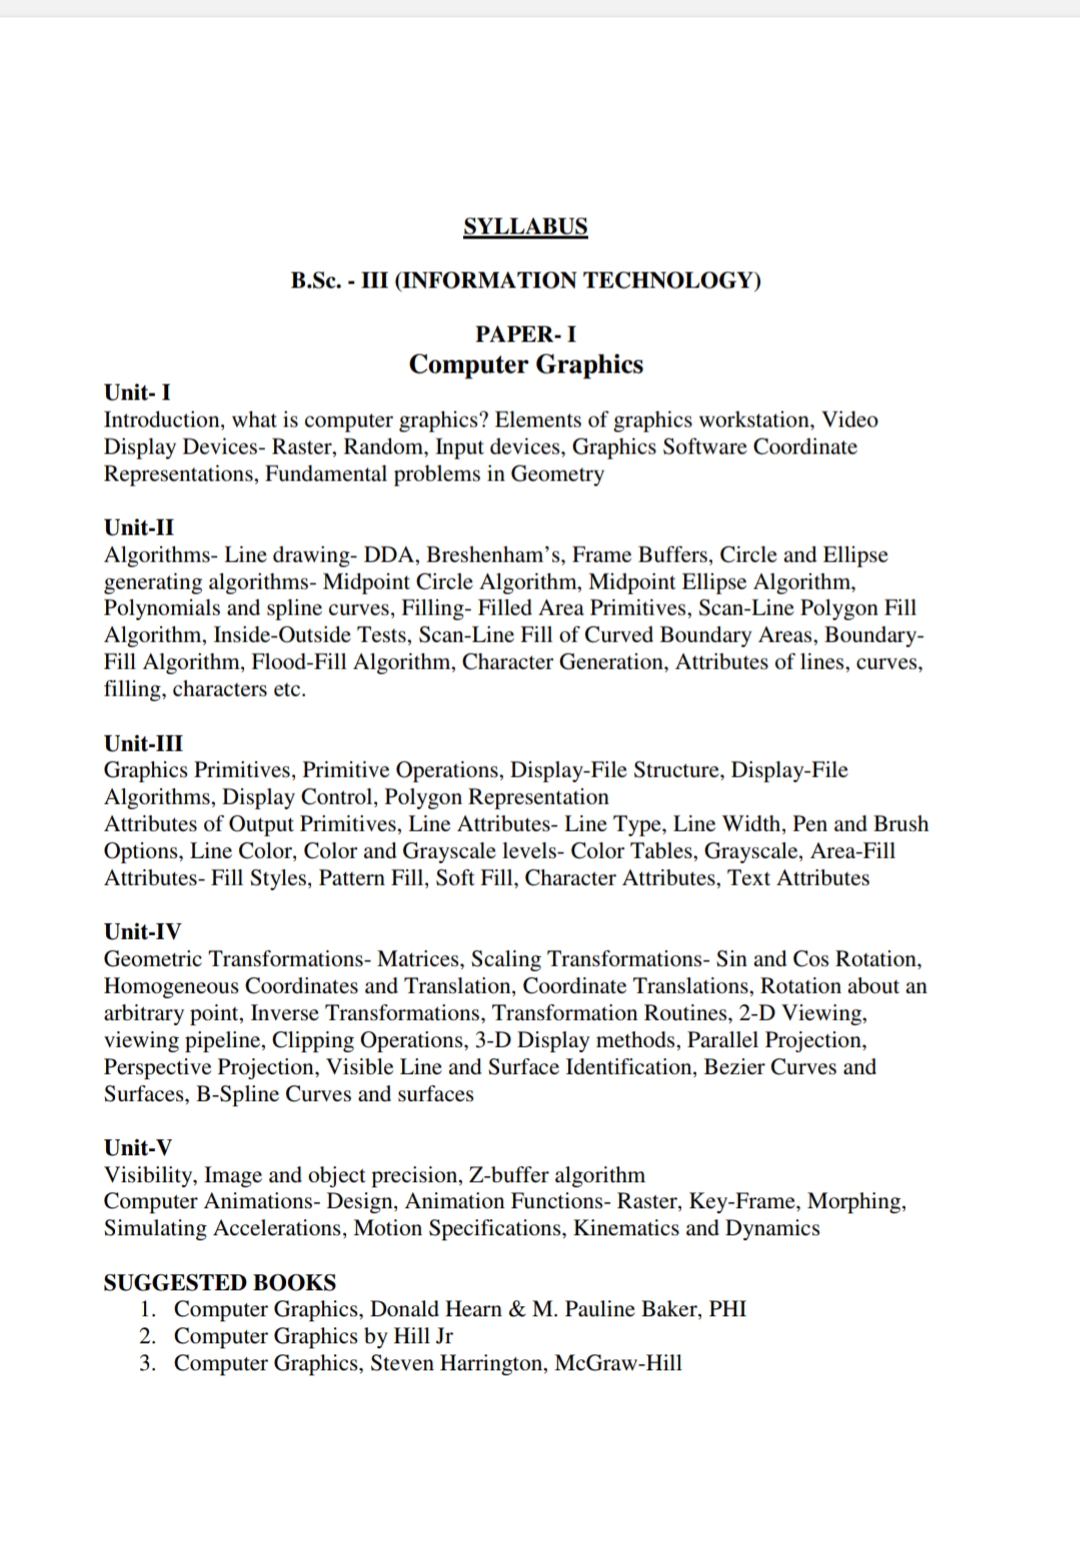 SYLLABUS
B.Sc. - III (INFORMATION TECHNOLOGY)
PAPER- I
Computer Graphics
Unit- I
Introduction, what is computer graphics? Elements of graphics workstation, Video
Display Devices- Raster, Random, Input devices, Graphics Software Coordinate
Representations, Fundamental problems in Geometry
Unit-II
Algorithms- Line drawing- DDA, Breshenham’s, Frame Buffers, Circle and Ellipse
generating algorithms- Midpoint Circle Algorithm, Midpoint Ellipse Algorithm,
Polynomials and spline curves, Filling- Filled Area Primitives, Scan-Line Polygon Fill
Algorithm, Inside-Outside Tests, Scan-Line Fill of Curved Boundary Areas, Boundary-
Fill Algorithm, Flood-Fill Algorithm, Character Generation, Attributes of lines, curves,
filling, characters etc.
Unit-III
Graphics Primitives, Primitive Operations, Display-File Structure, Display-File
Algorithms, Display Control, Polygon Representation
Attributes of Output Primitives, Line Attributes- Line Type, Line Width, Pen and Brush
Options, Line Color, Color and Grayscale levels- Color Tables, Grayscale, Area-Fill
Attributes- Fill Styles, Pattern Fill, Soft Fill, Character Attributes, Text Attributes
Unit-IV
Geometric Transformations- Matrices, Scaling Transformations- Sin and Cos Rotation,
Homogeneous Coordinates and Translation, Coordinate Translations, Rotation about an
arbitrary point, Inverse Transformations, Transformation Routines, 2-D Viewing,
viewing pipeline, Clipping Operations, 3-D Display methods, Parallel Projection,
Perspective Projection, Visible Line and Surface Identification, Bezier Curves and
Surfaces, B-Spline Curves and surfaces
Unit-V
Visibility, Image and object precision, Z-buffer algorithm
Computer Animations- Design, Animation Functions- Raster, Key-Frame, Morphing,
Simulating Accelerations, Motion Specifications, Kinematics and Dynamics
SUGGESTED BOOKS
1. Computer Graphics, Donald Hearn & M. Pauline Baker, PHI
2. Computer Graphics by Hill Jr
3. Computer Graphics, Steven Harrington, McGraw-Hill